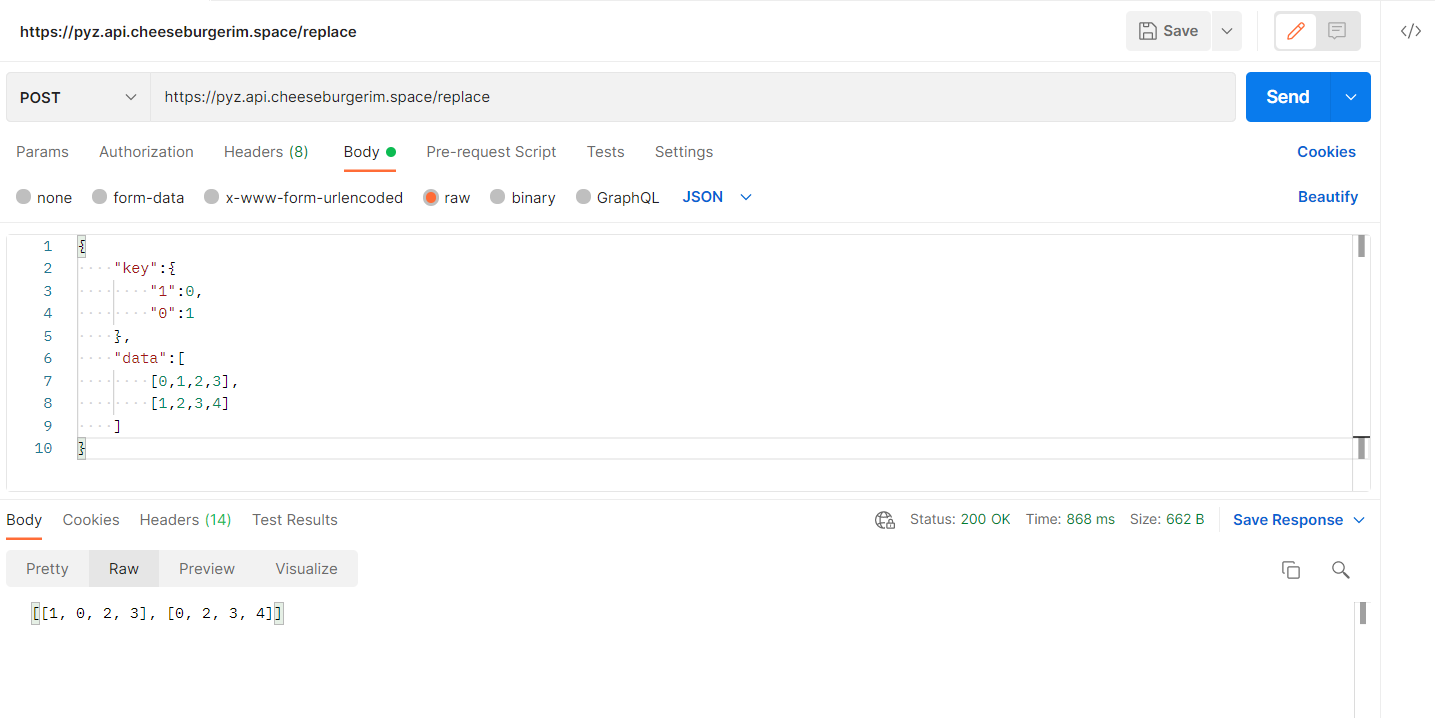 https://pyz.api.cheeseburgerim.space/replace Save </>
POST https://pyz.api.cheeseburgerim.space/replace Send
Params Authorization Headers (8) Body Pre-request Script Tests Settings Cookies
none form-data x-www-form-urlencoded raw binary GraphQL JSON Beautify
1 {
2 "key":{
3 "1":0,
4 "0":1
5 },
6 "data":[
7 [0,1,2,3],
8 [1,2,3,4]
9 ]
10 }
Body Cookies Headers (14) Test Results Status: 200 OK Time: 868 ms Size: 662 B Save Response
Pretty Raw Preview Visualize
[[1, 0, 2, 3], [0, 2, 3, 4]]